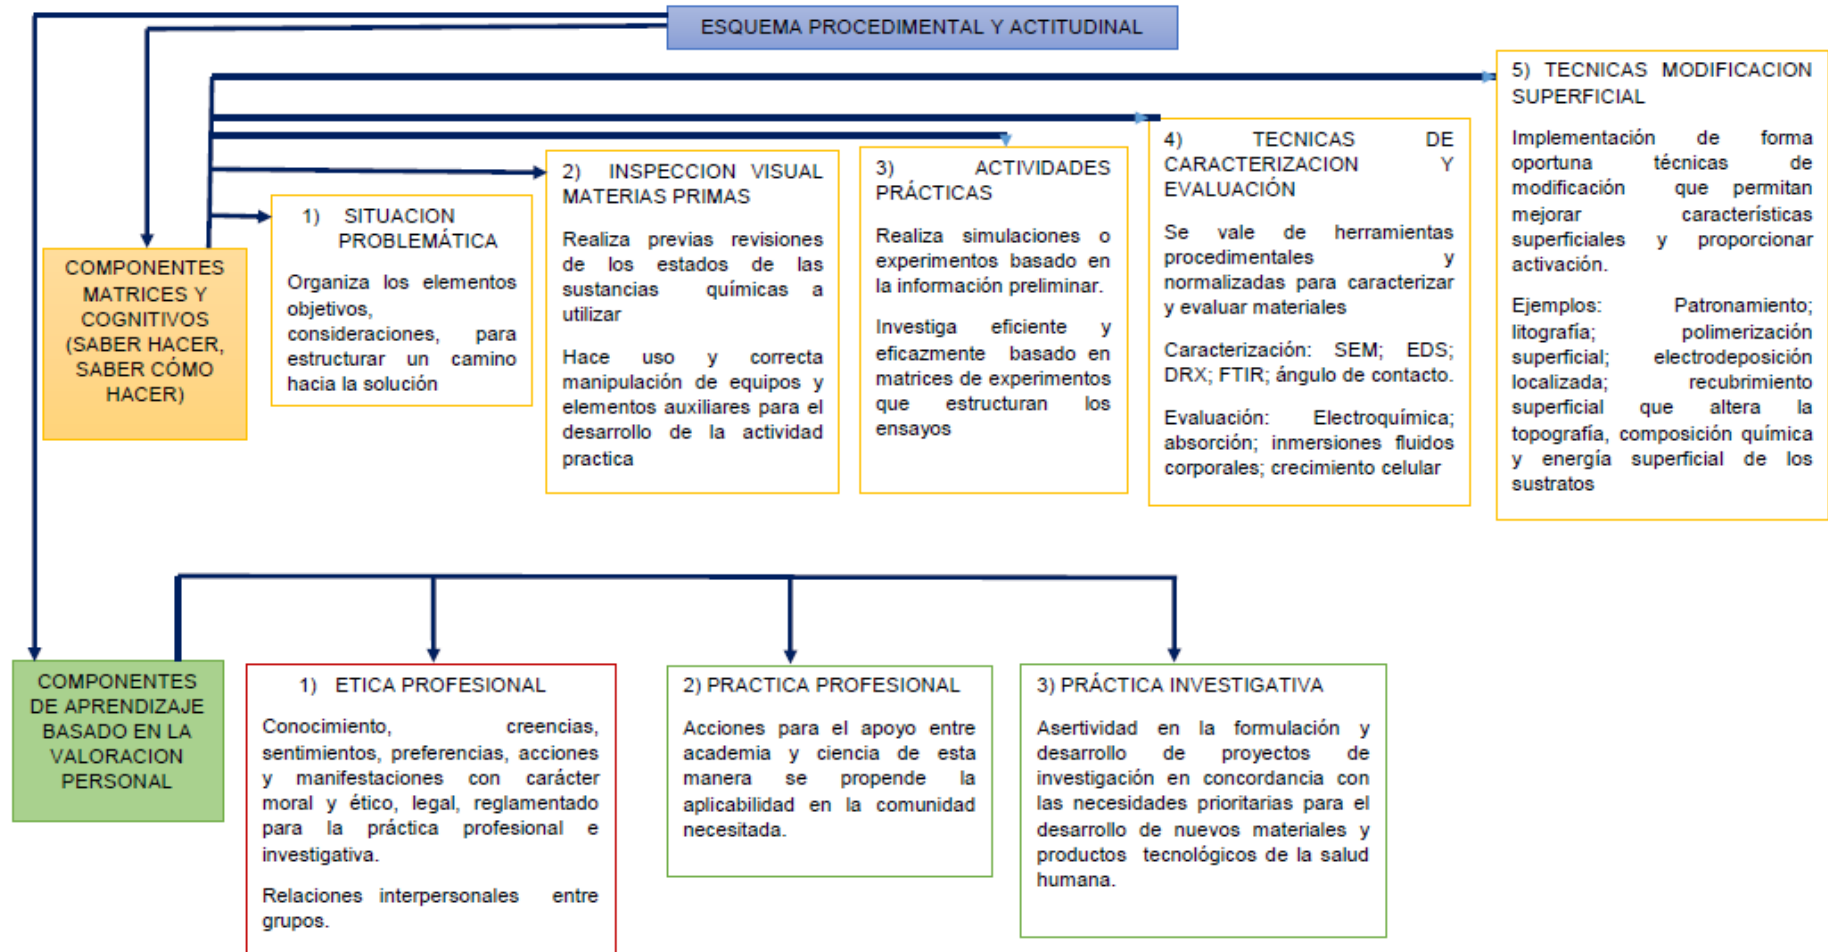 ESQUEMA PROCEDIMENTAL Y ACTITUDINAL
COMPONENTES
MATRICES Y
COGNITIVOS
(SABER HACER,
SABER CÓMO
HACER)
1) SITUACION
PROBLEMÁTICA
Organiza los elementos
objetivos,
consideraciones, para
estructurar un camino
hacia la solución
2) INSPECCION VISUAL
MATERIAS PRIMAS
Realiza previas revisiones
de los estados de las
sustancias químicas a
utilizar
Hace uso y correcta
manipulación de equipos y
elementos auxiliares para el
desarrollo de la actividad
practica
3) ACTIVIDADES
PRÁCTICAS
Realiza simulaciones o
experimentos basado en
la información preliminar.
Investiga eficiente y
eficazmente basado en
matrices de experimentos
que estructuran los
ensayos
4) TECNICAS DE
CARACTERIZACION Y
EVALUACIÓN
Se vale de herramientas
procedimentales y
normalizadas para caracterizar
y evaluar materiales
Caracterización: SEM; EDS;
DRX; FTIR; ángulo de contacto.
Evaluación: Electroquímica;
absorción; inmersiones fluidos
corporales; crecimiento celular
5) TECNICAS MODIFICACION
SUPERFICIAL
Implementación de forma
oportuna técnicas de
modificación que permitan
mejorar características
superficiales y proporcionar
activación.
Ejemplos: Patronamiento;
litografía; polimerización
superficial; electrodeposición
localizada; recubrimiento
superficial que altera la
topografía, composición química
y energía superficial de los
sustratos
COMPONENTES
DE APRENDIZAJE
BASADO EN LA
VALORACION
PERSONAL
1) ETICA PROFESIONAL
Conocimiento, creencias,
sentimientos, preferencias, acciones
y manifestaciones con carácter
moral y ético, legal, reglamentado
para la práctica profesional e
investigativa.
Relaciones interpersonales entre
grupos.
2) PRACTICA PROFESIONAL
Acciones para el apoyo entre
academia y ciencia de esta
manera se propende la
aplicabilidad en la comunidad
necesitada.
3) PRÁCTICA INVESTIGATIVA
Asertividad en la formulación y
desarrollo de proyectos de
investigación en concordancia con
las necesidades prioritarias para el
desarrollo de nuevos materiales y
productos tecnológicos de la salud
humana.